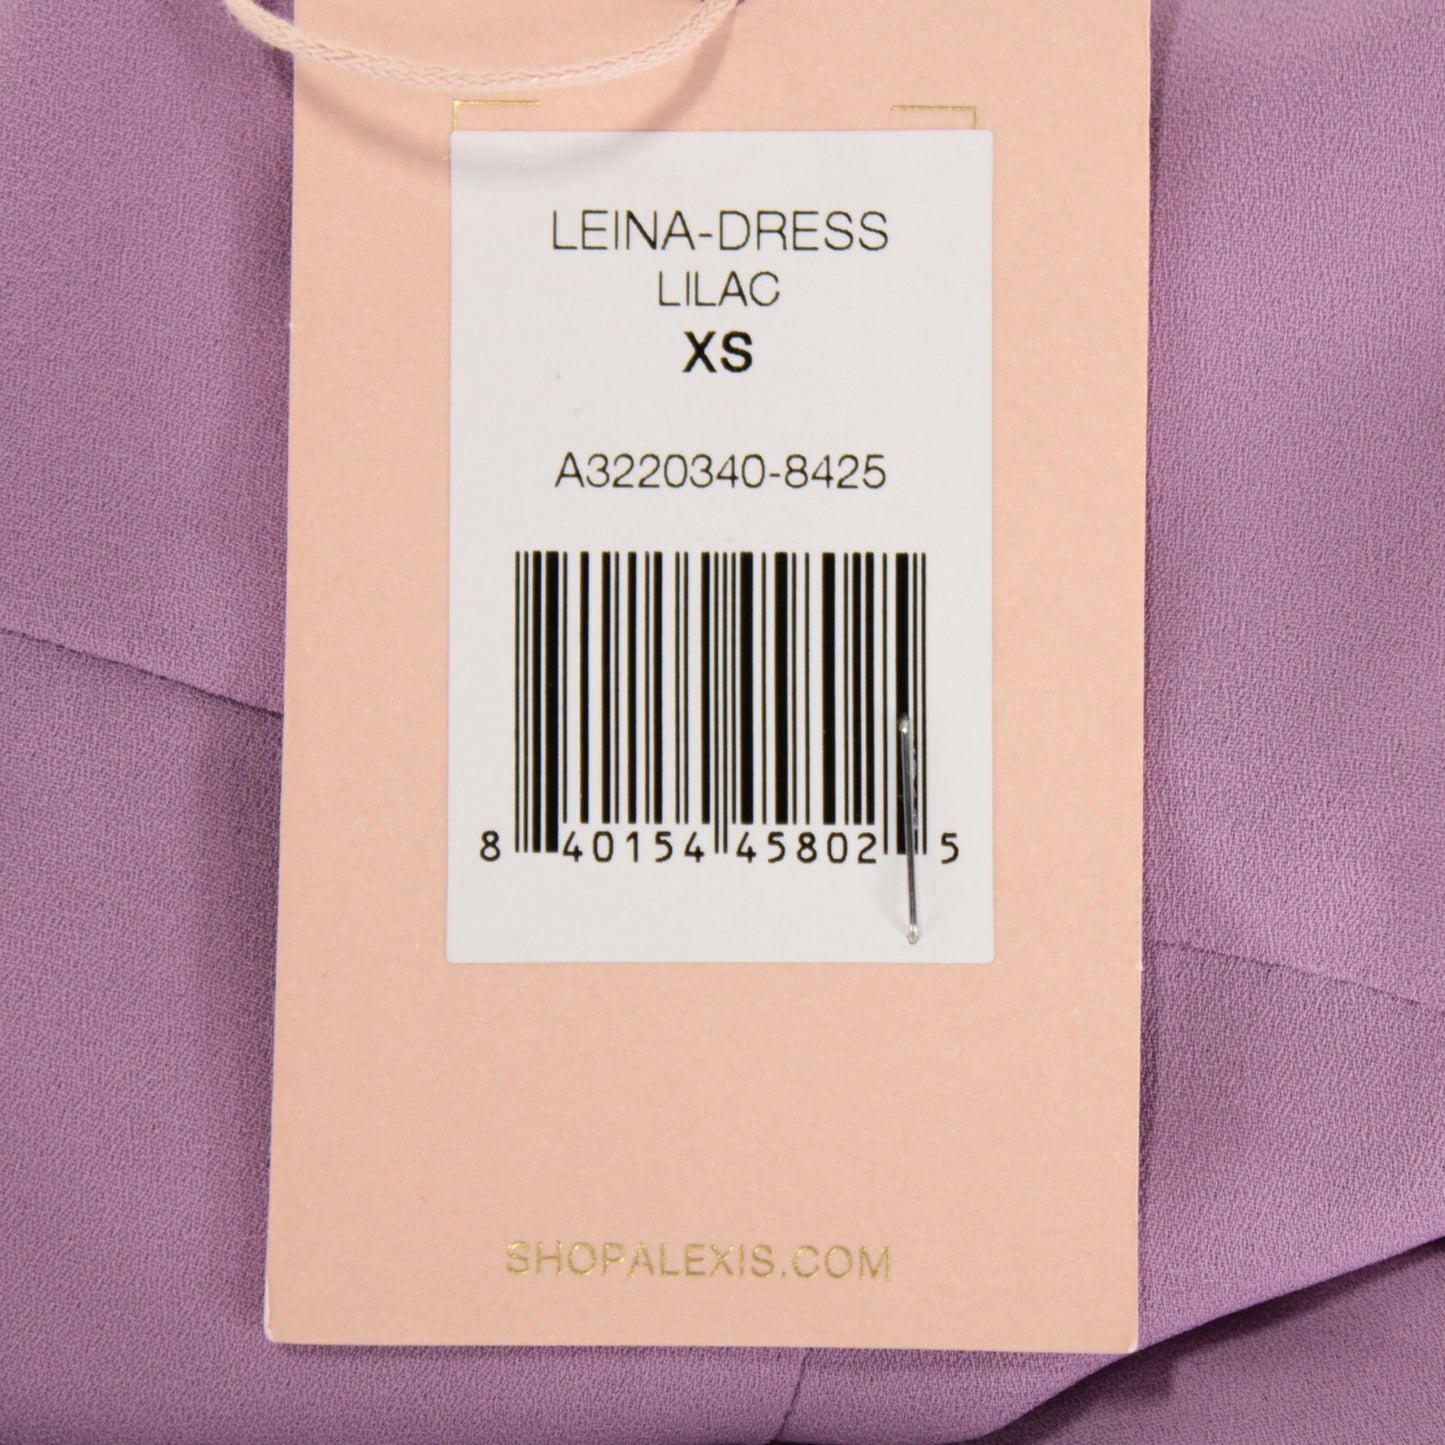 LEINA-DRESS
LILAC
XS
A3220340-8425
8 40154 45802 5
SHOPALEXIS.COM